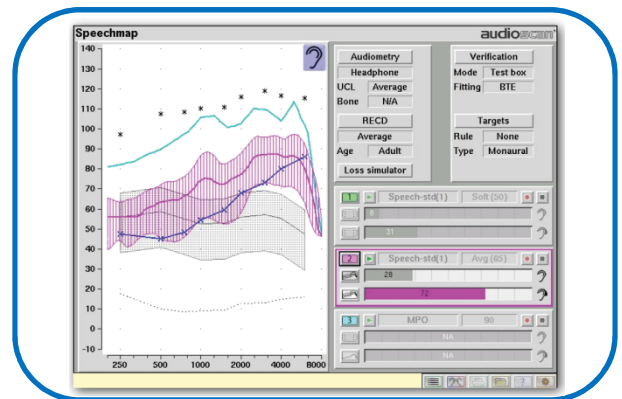 Speechmap
audioscan
140
130
120
110
100
90
80
70
60
50
40
30
20
10
0
-10
250 500 1000 2000 4000 8000
Audiometry
Headphone
UCL Average
Bone N/A
RECD
Average
Age Adult
Loss simulator
Verification
Mode Test box
Fitting BTE
Targets
Rule None
Type Monaural
1 Speech-std(1) Soft (50)
8
31
2 Speech-std(1) Avg (65)
28
72
3 MPO 90
NA
NA